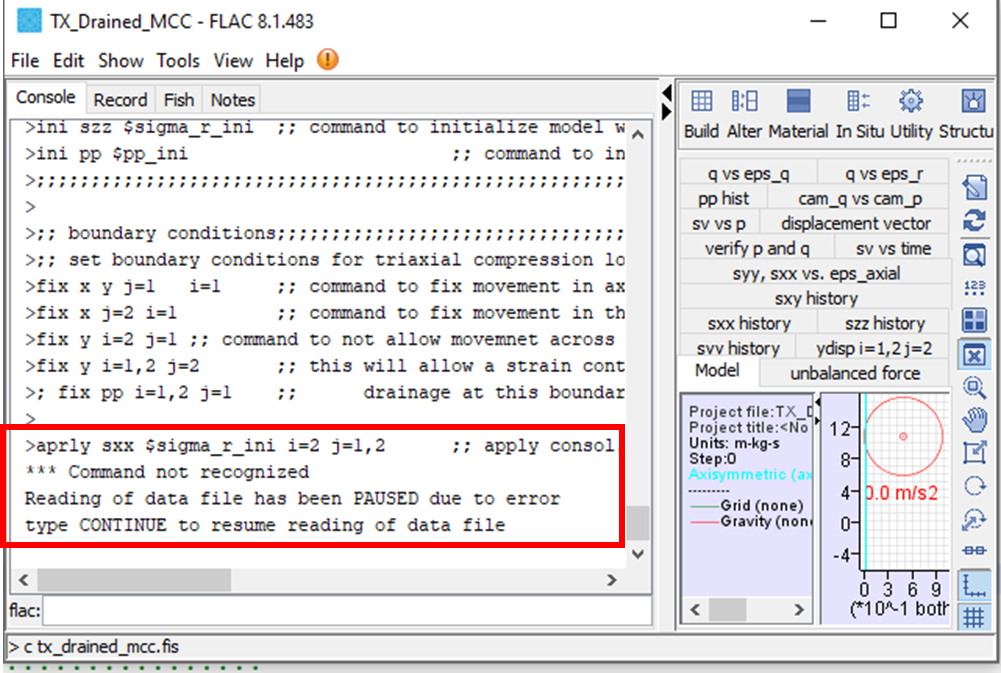 TX_Drained_MCC - FLAC 8.1.483
File Edit Show Tools View Help
Console Record Fish Notes
>ini szz $sigma_r_ini ;; command to initialize model w
>ini pp $pp_ini ;; command to in
>;;;;;;;;;;;;;;;;;;;;;;;;;;;;;;;;;;;;;;;;;;;;;;;;;;;;;;
>
>;; boundary conditions;;;;;;;;;;;;;;;;;;;;;;;;;;;;;;;;
>;; set boundary conditions for triaxial compression lo
>fix x y j=1 i=1 ;; command to fix movement in ax
>fix x j=2 i=1 ;; command to fix movement in th
>fix y i=2 j=1 ;; command to not allow movemnet across
>fix y i=1,2 j=2 ;; this will allow a strain cont
>; fix pp i=1,2 j=1 ;; drainage at this boundar
>
>aprly sxx $sigma_r_ini i=2 j=1,2 ;; apply consol
*** Command not recognized
Reading of data file has been PAUSED due to error
type CONTINUE to resume reading of data file
flac:
> c tx_drained_mcc.fis
Build Alter Material In Situ Utility Structu
q vs eps_q q vs eps_r
pp hist cam_q vs cam_p
sv vs p displacement vector
verify p and q sv vs time
syy, sxx vs. eps_axial
sxy history
sxx history szz history
syy history ydisp i=1,2 j=2
Model unbalanced force
Project file:TX_D
Project title:<No
Units: m-kg-s
Step:0
Axisymmetric (ax
Grid (none)
Gravity (none
12
8
4
0
-4
0.0 m/s2
0 3 6 9
(*10^-1 both
123